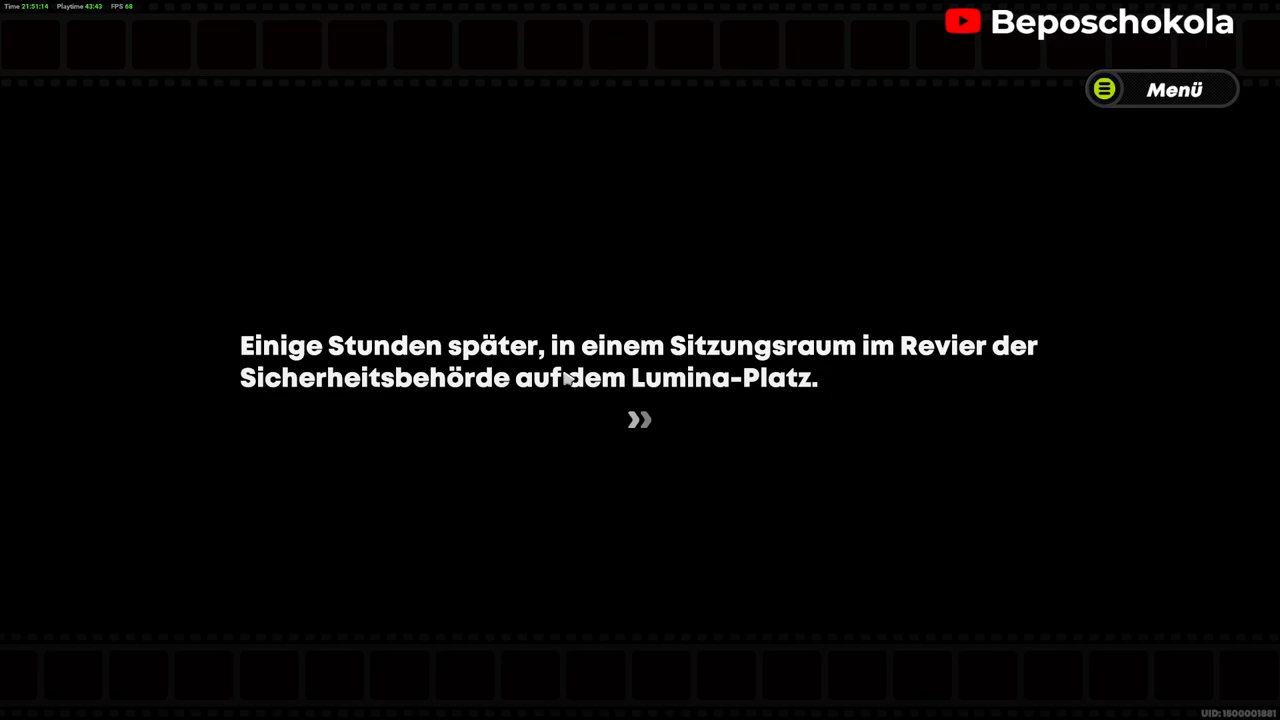 Time 21:51:14 Playtime 43:43 FPS 68
Beposchokola
Menü
Einige Stunden später, in einem Sitzungsraum im Revier der
Sicherheitsbehörde auf dem Lumina-Platz.
UID: 1500001881